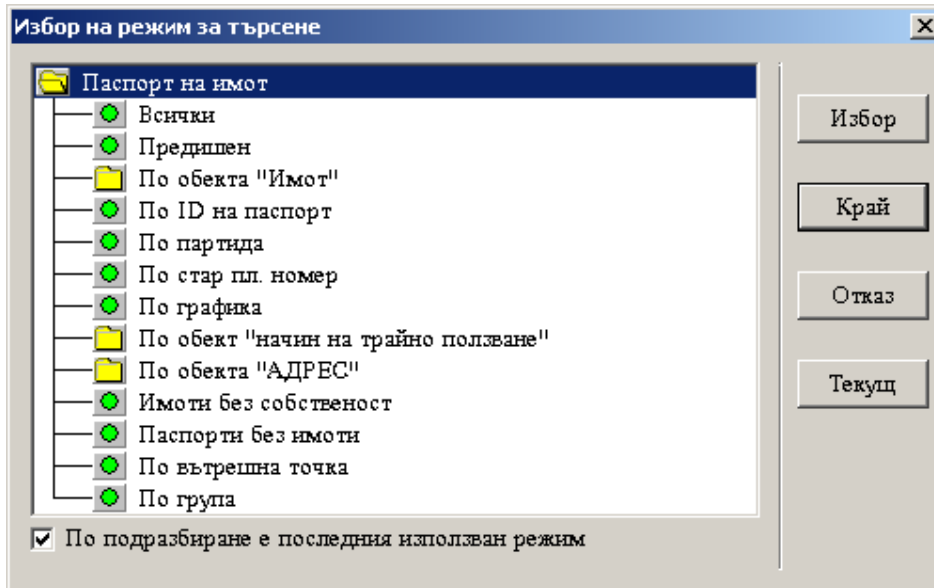 Избор на режим за търсене
Паспорт на имот
Всички
Предишен
По обекта "Имот"
По ID на паспорт
По партида
По стар пл. номер
По графика
По обект "начин на трайно ползване"
По обекта "АДРЕС"
Имоти без собственост
Паспорти без имоти
По вътрешна точка
По група
По подразбиране е последния използван режим
Избор
Край
Отказ
Текущ